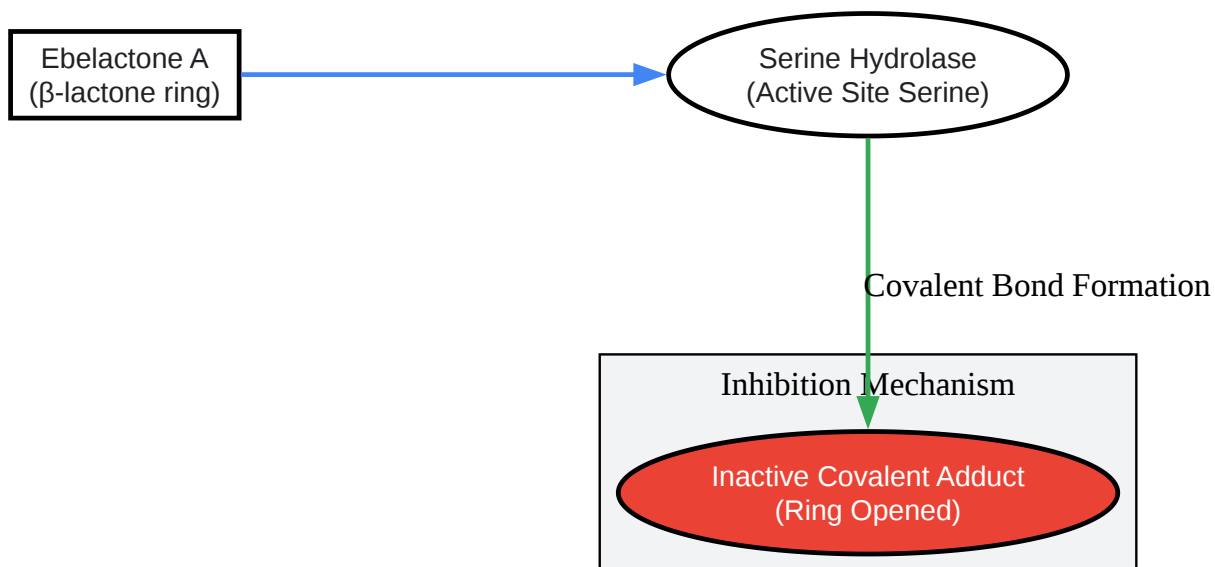 Ebelactone A
(β-lactone ring)
Serine Hydrolase
(Active Site Serine)
Covalent Bond Formation
Inhibition Mechanism
Inactive Covalent Adduct
(Ring Opened)